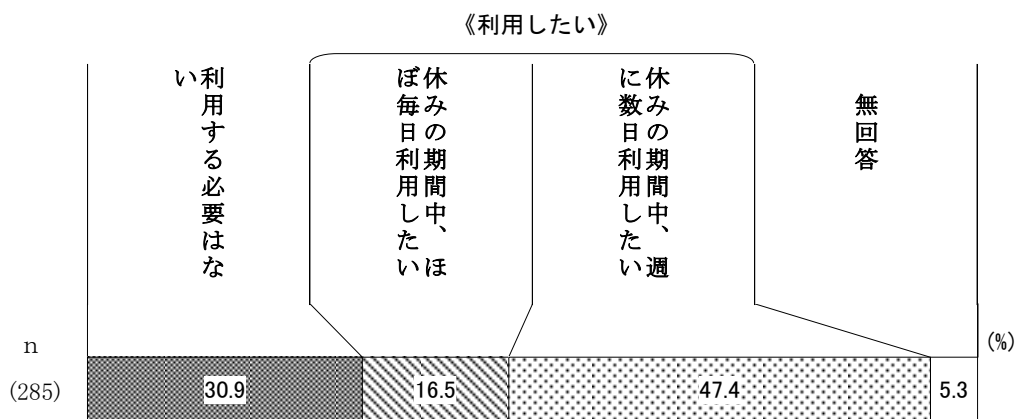 《利用したい》
利用する必要はな
い
休みの期間中、ほ
ぼ毎日利用したい
休みの期間中、週
に数日利用したい
無回答
n
(%)
(285)
30.9
16.5
47.4
5.3